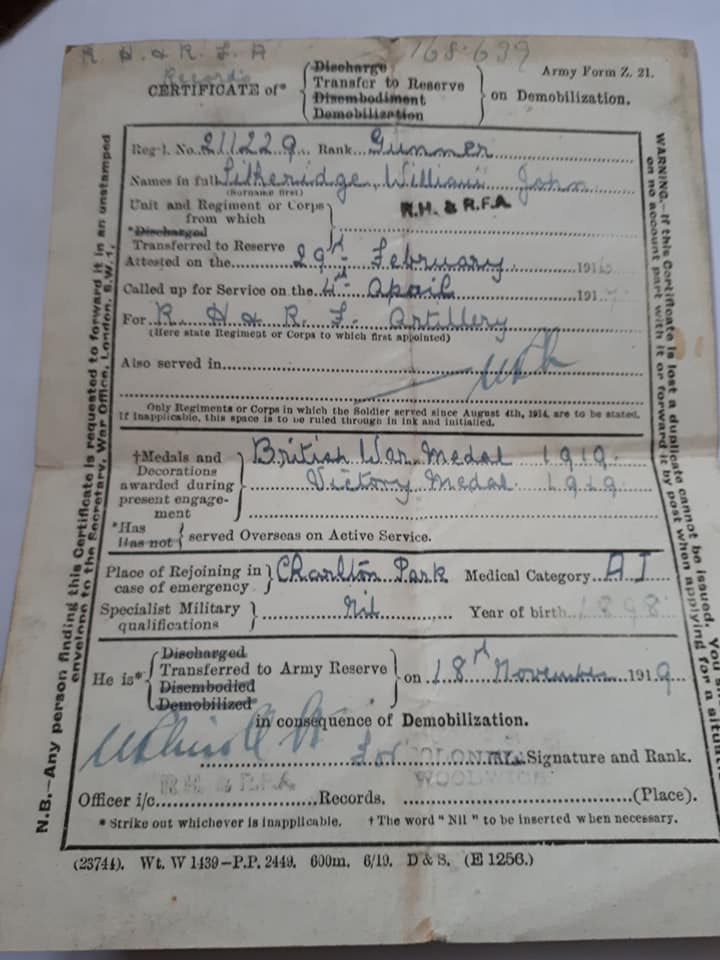 R H & R F A 168.639
Records
Discharge
Transfer to Reserve
Disembodiment
Demobilization
CERTIFICATE of*
on Demobilization.
Army Form Z. 21.
Regl. No. 211229 Rank Gunner
Names in full Litheridge, William John
(Surname first)
Unit and Regiment or Corps
from which
R.H. & R.F.A
*Discharged
Transferred to Reserve
Attested on the 29th February 191
Called up for Service on the 4th April 191
For R. H & R. F. Artillery
(Here state Regiment or Corps to which first appointed)
Also served in
Only Regiments or Corps in which the Soldier served since August 4th, 1914, are to be stated.
If inapplicable, this space is to be ruled through in ink and initialled.
†Medals and
Decorations
awarded during
present engage-
ment
British War Medal 1919.
Victory Medal 1919
*Has
Has not
served Overseas on Active Service.
Place of Rejoining in
case of emergency
Charlton Park Medical Category AI
Specialist Military
qualifications
Nil Year of birth 1898
He is*
Discharged
Transferred to Army Reserve
Disembodied
Demobilized
on 18th November 1919
in consequence of Demobilization.
for COLONEL Signature and Rank.
R H & R.F.A WOOLWICH
Officer i/c Records. (Place).
* Strike out whichever is inapplicable. † The word "Nil" to be inserted when necessary.
(23744). Wt. W 1439—P.P. 2449. 600m. 6/19. D & S. (E 1256.)
N.B.—Any person finding this Certificate is requested to forward it in an unstamped
envelope to the Secretary, War Office, London, S.W.1.
WARNING.—If this Certificate is lost a duplicate cannot be issued. You
on no account part with it or forward it by post when applying for a